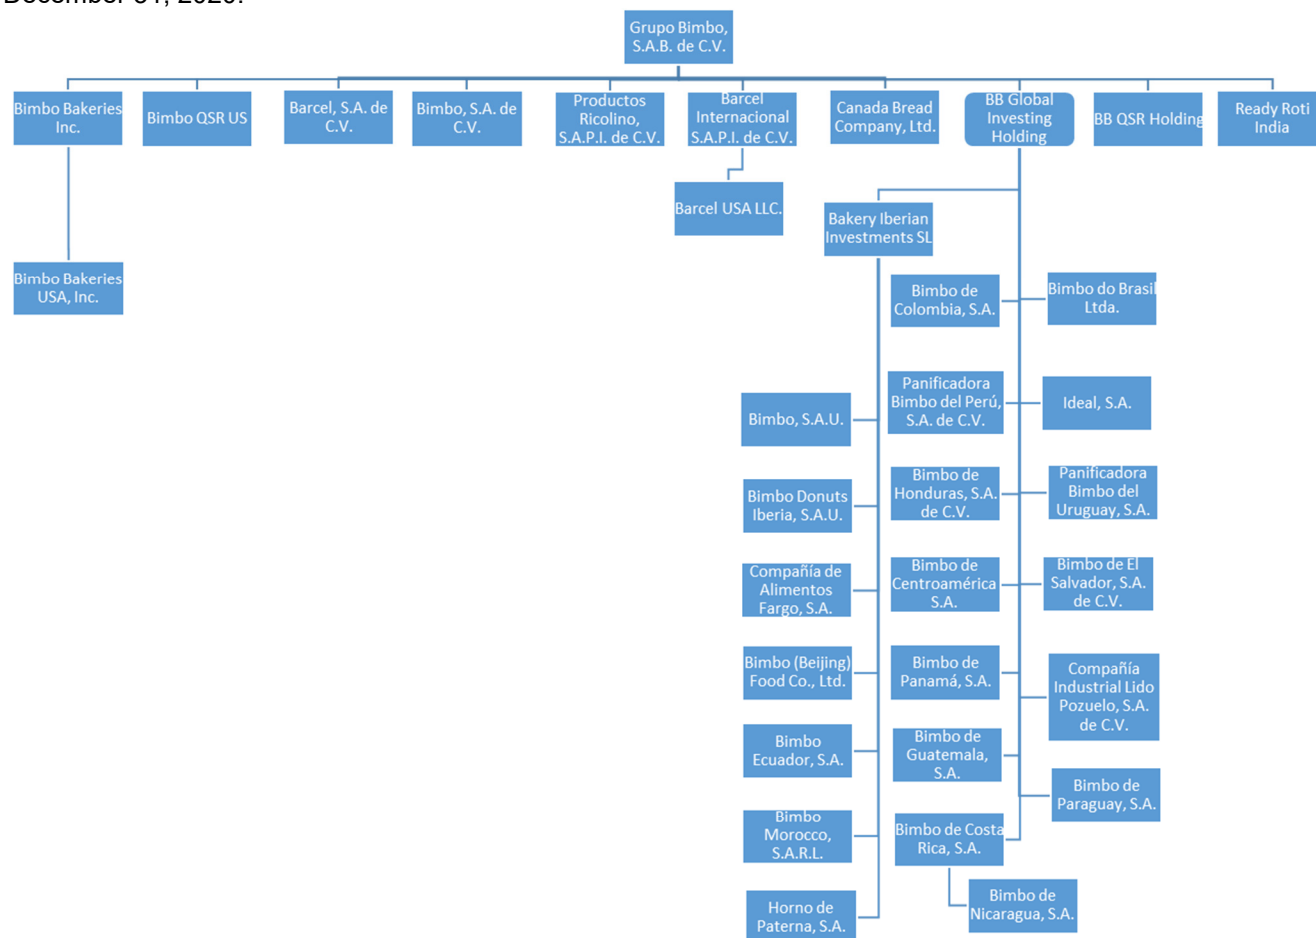 December 31, 2020.
Grupo Bimbo,
S.A.B. de C.V.
Bimbo Bakeries
Inc.
Bimbo QSR US
Barcel, S.A. de
C.V.
Bimbo, S.A. de
C.V.
Productos
Ricolino,
S.A.P.I. de C.V.
Barcel
Internacional
S.A.P.I. de C.V.
Canada Bread
Company, Ltd.
BB Global
Investing
Holding
BB QSR Holding
Ready Roti
India
Barcel USA LLC.
Bakery Iberian
Investments SL
Bimbo Bakeries
USA, Inc.
Bimbo de
Colombia, S.A.
Bimbo do Brasil
Ltda.
Panificadora
Bimbo del Perú,
S.A. de C.V.
Ideal, S.A.
Bimbo, S.A.U.
Bimbo de
Honduras, S.A.
de C.V.
Panificadora
Bimbo del
Uruguay, S.A.
Bimbo Donuts
Iberia, S.A.U.
Bimbo de
Centroamérica
S.A.
Bimbo de El
Salvador, S.A.
de C.V.
Compañía de
Alimentos
Fargo, S.A.
Bimbo (Beijing)
Food Co., Ltd.
Bimbo de
Panamá, S.A.
Compañía
Industrial Lido
Pozuelo, S.A.
de C.V.
Bimbo
Ecuador, S.A.
Bimbo de
Guatemala,
S.A.
Bimbo de
Paraguay, S.A.
Bimbo
Morocco,
S.A.R.L.
Bimbo de Costa
Rica, S.A.
Horno de
Paterna, S.A.
Bimbo de
Nicaragua, S.A.